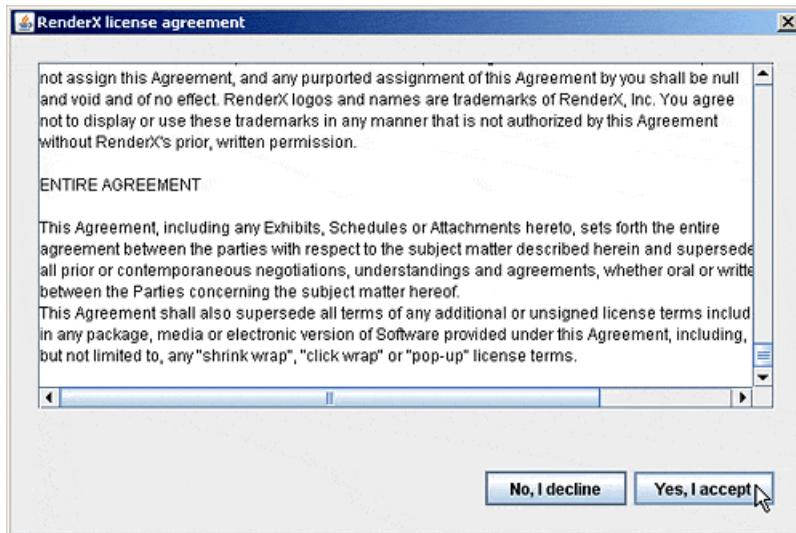 RenderX license agreement
not assign this Agreement, and any purported assignment of this Agreement by you shall be null
and void and of no effect. RenderX logos and names are trademarks of RenderX, Inc. You agree
not to display or use these trademarks in any manner that is not authorized by this Agreement
without RenderX's prior, written permission.
ENTIRE AGREEMENT
This Agreement, including any Exhibits, Schedules or Attachments hereto, sets forth the entire
agreement between the parties with respect to the subject matter described herein and supersede
all prior or contemporaneous negotiations, understandings and agreements, whether oral or writte
between the Parties concerning the subject matter hereof.
This Agreement shall also supersede all terms of any additional or unsigned license terms includ
in any package, media or electronic version of Software provided under this Agreement, including,
but not limited to, any "shrink wrap", "click wrap" or "pop-up" license terms.
No, I decline
Yes, I accept